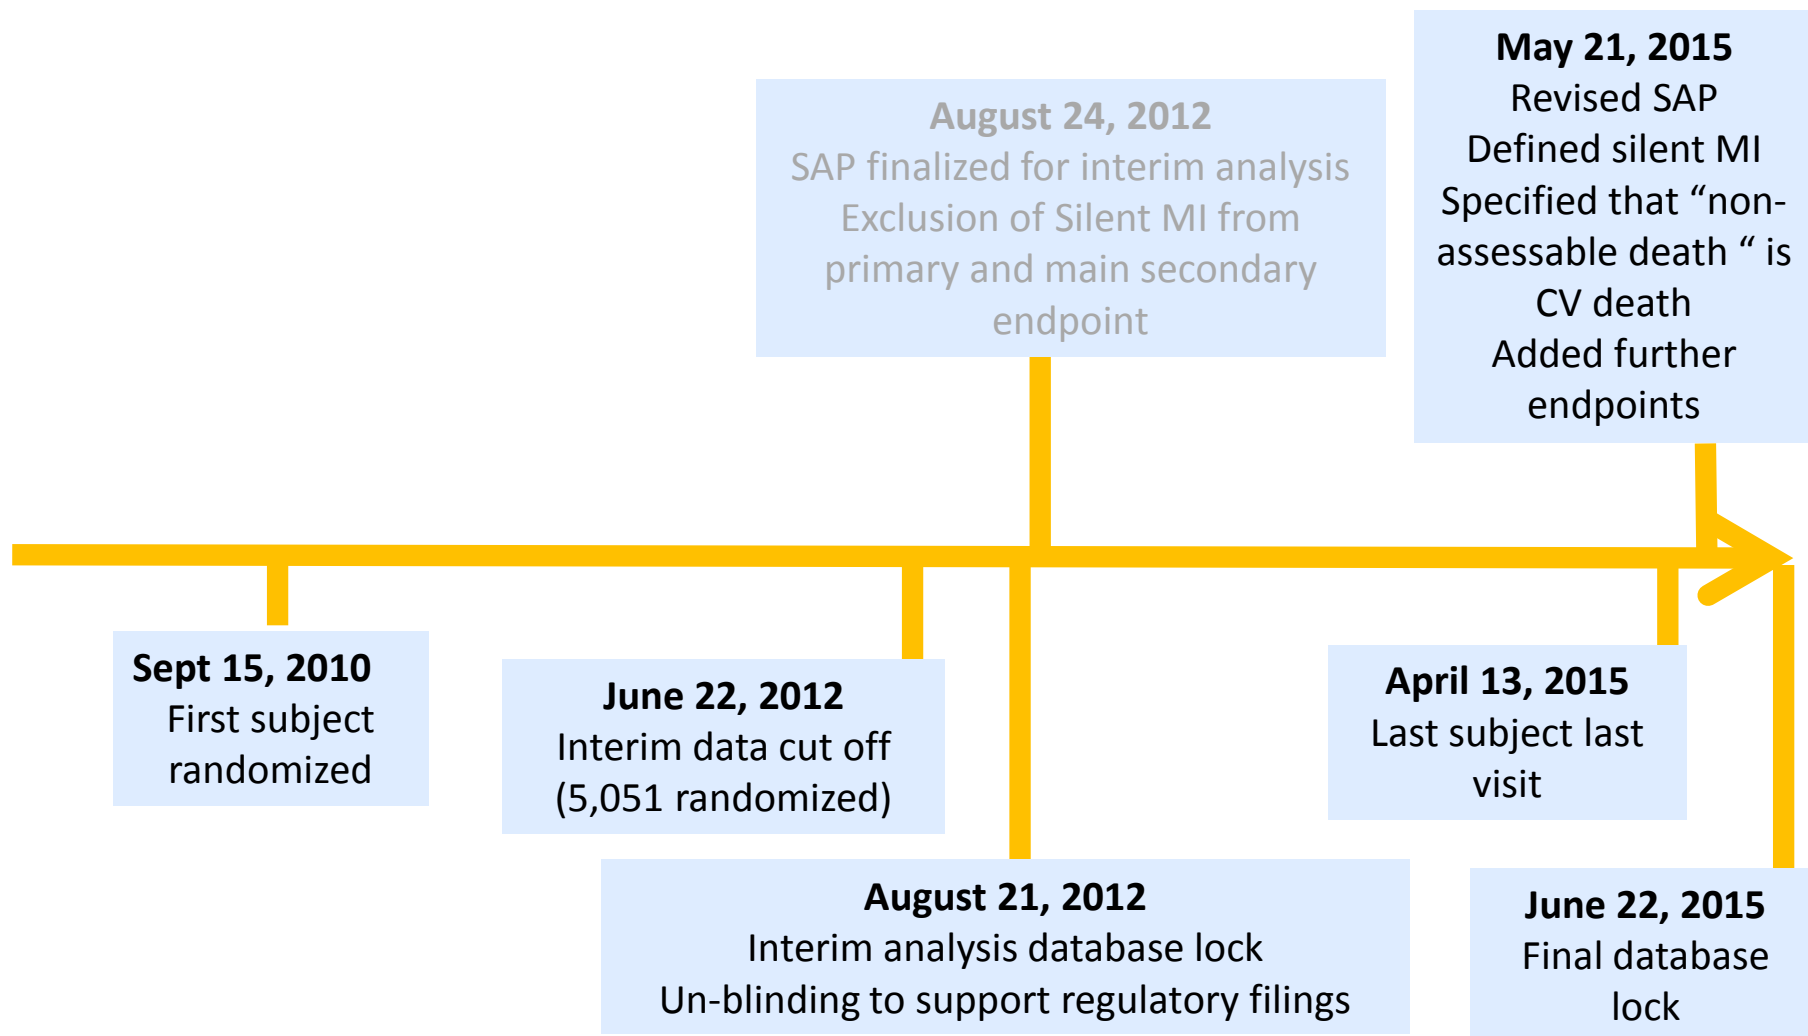 May 21, 2015
Revised SAP
Defined silent MI
Specified that “non-
assessable death “ is
CV death
Added further
endpoints
August 24, 2012
SAP finalized for interim analysis
Exclusion of Silent MI from
primary and main secondary
endpoint
Sept 15, 2010
First subject
randomized
June 22, 2012
Interim data cut off
(5,051 randomized)
August 21, 2012
Interim analysis database lock
Un-blinding to support regulatory filings
April 13, 2015
Last subject last
visit
June 22, 2015
Final database
lock